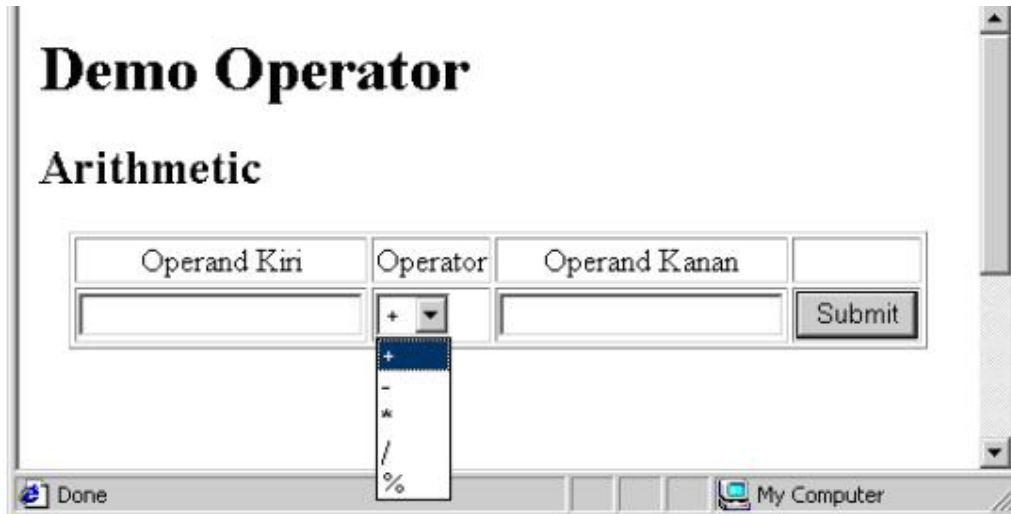 Demo Operator
Arithmetic
Operand Kiri Operator Operand Kanan
+ Submit
+
-
*
/
%
Done My Computer